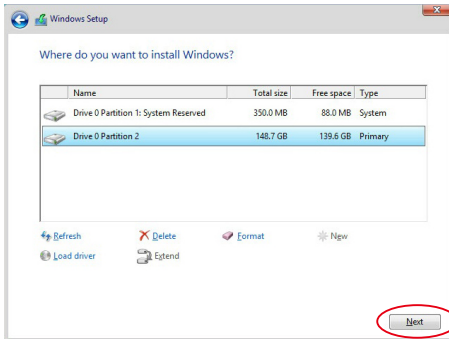 Windows Setup
Where do you want to install Windows?
Name Total size Free space Type
Drive 0 Partition 1: System Reserved 350.0 MB 88.0 MB System
Drive 0 Partition 2 148.7 GB 139.6 GB Primary
Refresh Delete Format New
Load driver Extend
Next